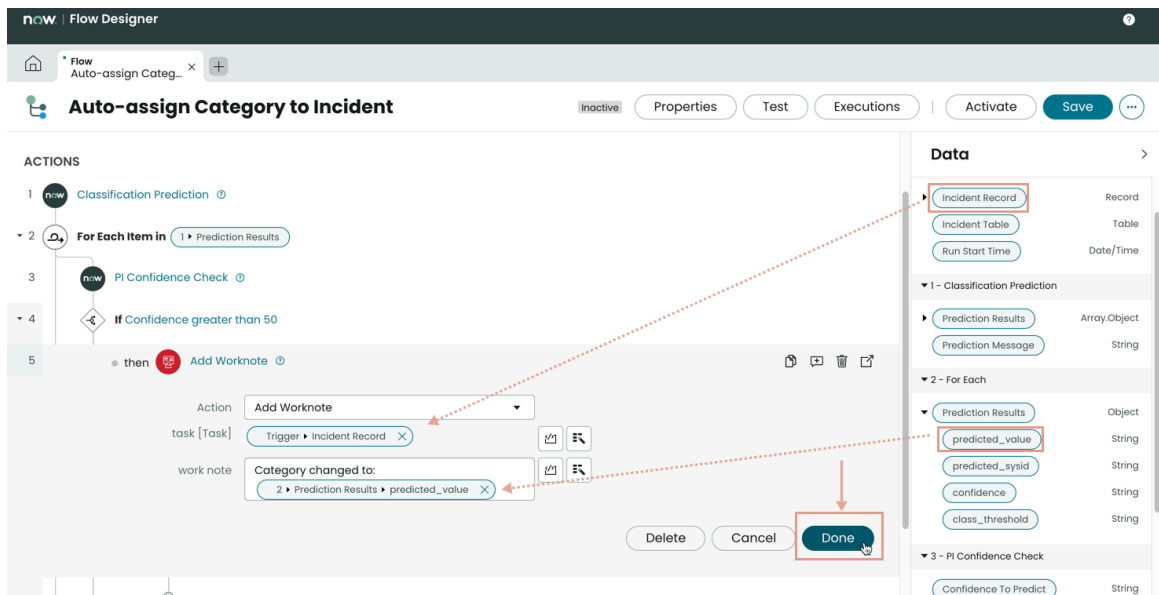 now. | Flow Designer
?
Flow
Auto-assign Categ...
Auto-assign Category to Incident
Inactive
Properties
Test
Executions
Activate
Save
ACTIONS
1 now Classification Prediction ?
2 For Each Item in 1 ▸ Prediction Results
3 now PI Confidence Check ?
4 If Confidence greater than 50
5 then Add Worknote ?
Action Add Worknote
task [Task] Trigger ▸ Incident Record X
work note Category changed to:
2 ▸ Prediction Results ▸ predicted_value X
Delete
Cancel
Done
Data
Incident Record Record
Incident Table Table
Run Start Time Date/Time
1 - Classification Prediction
Prediction Results Array.Object
Prediction Message String
2 - For Each
Prediction Results Object
predicted_value String
predicted_sysid String
confidence String
class_threshold String
3 - PI Confidence Check
Confidence To Predict String